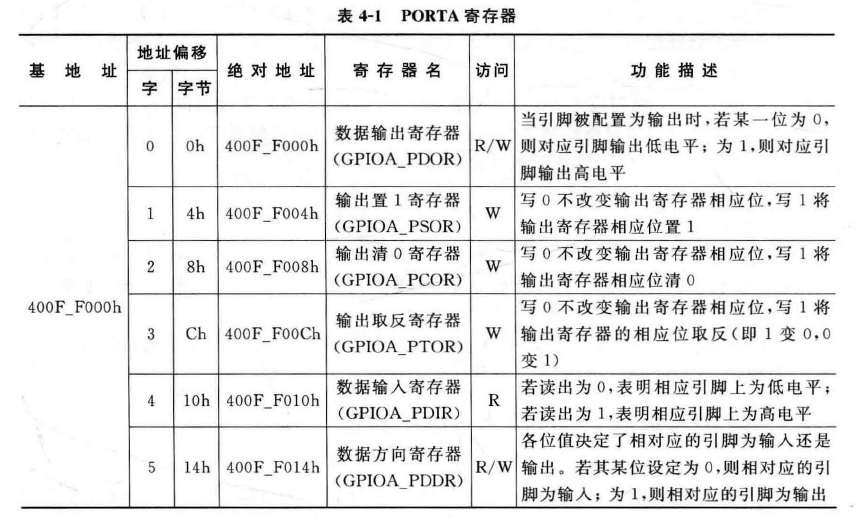 表 4-1 PORTA 寄存器
基 地 址 地址偏移 绝对地址 寄存器名 访问 功能描述
字 字节
400F_F000h
0 0h 400F_F000h 数据输出寄存器 (GPIOA_PDOR) R/W 当引脚被配置为输出时,若某一位为 0,
则对应引脚输出低电平;为 1,则对应引
脚输出高电平
1 4h 400F_F004h 输出置 1 寄存器 (GPIOA_PSOR) W 写 0 不改变输出寄存器相应位,写 1 将
输出寄存器相应位置 1
2 8h 400F_F008h 输出清 0 寄存器 (GPIOA_PCOR) W 写 0 不改变输出寄存器相应位,写 1 将
输出寄存器相应位清 0
3 Ch 400F_F00Ch 输出取反寄存器 (GPIOA_PTOR) W 写 0 不改变输出寄存器相应位,写 1 将
输出寄存器的相应位取反(即 1 变 0,0
变 1)
4 10h 400F_F010h 数据输入寄存器 (GPIOA_PDIR) R 若读出为 0,表明相应引脚上为低电平;
若读出为 1,表明相应引脚上为高电平
5 14h 400F_F014h 数据方向寄存器 (GPIOA_PDDR) R/W 各位值决定了相对应的引脚为输入还是
输出。若其某位设定为 0,则相对应的引
脚为输入;为 1,则相对应的引脚为输出